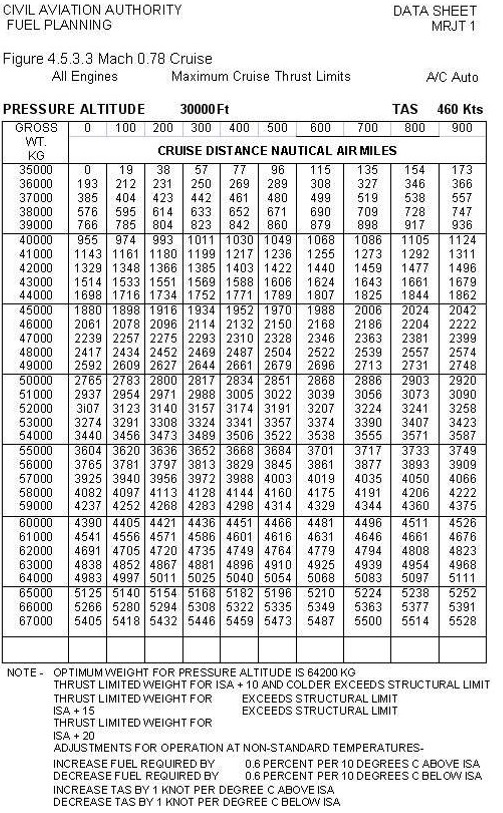 CIVIL AVIATION AUTHORITY DATA SHEET
FUEL PLANNING MRJT 1
Figure 4.5.3.3 Mach 0.78 Cruise
All Engines Maximum Cruise Thrust Limits A/C Auto
PRESSURE ALTITUDE 30000Ft TAS 460 Kts
GROSS 0 100 200 300 400 500 600 700 800 900
WT.
KG CRUISE DISTANCE NAUTICAL AIR MILES
35000 0 19 38 57 77 96 115 135 154 173
36000 193 212 231 250 269 289 308 327 346 366
37000 385 404 423 442 461 480 499 519 538 557
38000 576 595 614 633 652 671 690 709 728 747
39000 766 785 804 823 842 860 879 898 917 936
40000 955 974 993 1011 1030 1049 1068 1086 1105 1124
41000 1143 1161 1180 1199 1217 1236 1255 1273 1292 1311
42000 1329 1348 1366 1385 1403 1422 1440 1459 1477 1496
43000 1514 1533 1551 1569 1588 1606 1624 1643 1661 1679
44000 1698 1716 1734 1752 1771 1789 1807 1825 1844 1862
45000 1880 1898 1916 1934 1952 1970 1988 2006 2024 2042
46000 2061 2078 2096 2114 2132 2150 2168 2186 2204 2222
47000 2239 2257 2275 2293 2310 2328 2346 2363 2381 2399
48000 2417 2434 2452 2469 2487 2504 2522 2539 2557 2574
49000 2592 2609 2627 2644 2661 2679 2696 2713 2731 2748
50000 2765 2783 2800 2817 2834 2851 2868 2886 2903 2920
51000 2937 2954 2971 2988 3005 3022 3039 3056 3073 3090
52000 3i07 3123 3140 3157 3174 3191 3207 3224 3241 3258
53000 3274 3291 3308 3324 3341 3357 3374 3390 3407 3423
54000 3440 3456 3473 3489 3506 3522 3538 3555 3571 3587
55000 3604 3620 3636 3652 3668 3684 3701 3717 3733 3749
56000 3765 3781 3797 3813 3829 3845 3861 3877 3893 3909
57000 3925 3940 3956 3972 3988 4003 4019 4035 4050 4066
58000 4082 4097 4113 4128 4144 4160 4175 4191 4206 4222
59000 4237 4252 4268 4283 4298 4314 4329 4344 4360 4375
60000 4390 4405 4421 4436 4451 4466 4481 4496 4511 4526
61000 4541 4556 4571 4586 4601 4616 4631 4646 4661 4676
62000 4691 4705 4720 4735 4749 4764 4779 4794 4808 4823
63000 4838 4852 4867 4881 4896 4910 4925 4939 4954 4968
64000 4983 4997 5011 5025 5040 5054 5068 5083 5097 5111
65000 5125 5140 5154 5168 5182 5196 5210 5224 5238 5252
66000 5266 5280 5294 5308 5322 5335 5349 5363 5377 5391
67000 5405 5418 5432 5446 5459 5473 5487 5500 5514 5528
NOTE - OPTIMUM WEIGHT FOR PRESSURE ALTITUDE IS 64200 KG
THRUST LIMITED WEIGHT FOR ISA + 10 AND COLDER EXCEEDS STRUCTURAL LIMIT
THRUST LIMITED WEIGHT FOR EXCEEDS STRUCTURAL LIMIT
ISA + 15 EXCEEDS STRUCTURAL LIMIT
THRUST LIMITED WEIGHT FOR
ISA + 20
ADJUSTMENTS FOR OPERATION AT NON-STANDARD TEMPERATURES-
INCREASE FUEL REQUIRED BY 0.6 PERCENT PER 10 DEGREES C ABOVE ISA
DECREASE FUEL REQUIRED BY 0.6 PERCENT PER 10 DEGREES C BELOW ISA
INCREASE TAS BY 1 KNOT PER DEGREE C ABOVE ISA
DECREASE TAS BY 1 KNOT PER DEGREE C BELOW ISA